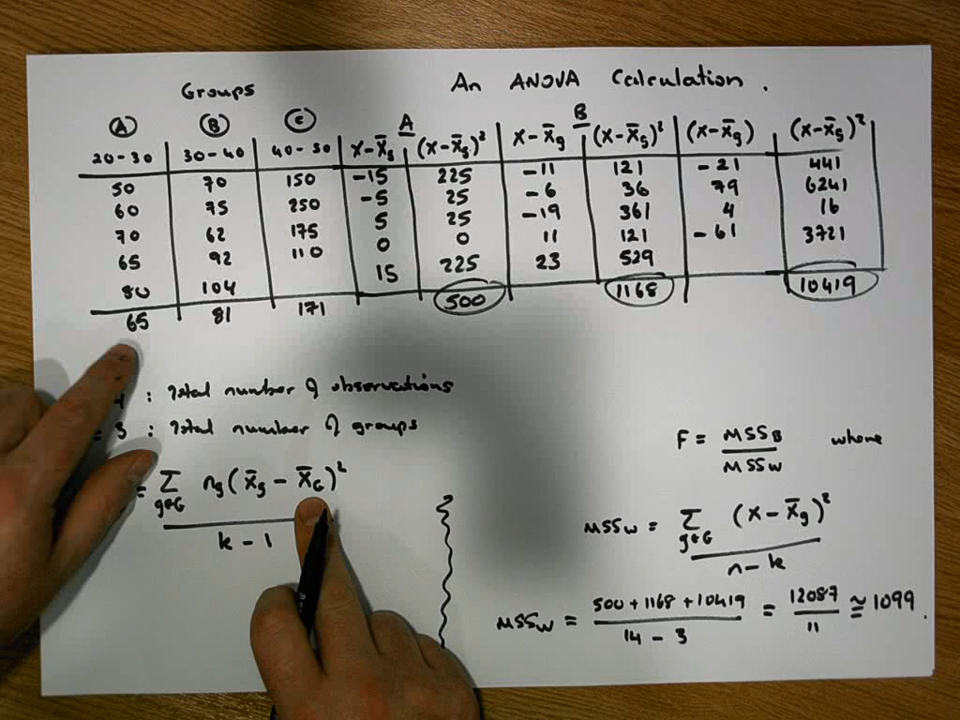 Groups An ANOVA Calculation.
A B C A B
20-30 30-40 40-50 x-x̄g (x-x̄g)² x-x̄g (x-x̄g)² (x-x̄g) (x-x̄g)²
50 70 150 -15 225 -11 121 -21 441
60 75 250 -5 25 -6 36 79 6241
70 62 175 5 25 -19 361 4 16
65 92 110 0 0 11 121 -61 3721
80 104 15 225 23 529
65 81 171 500 1168 10419
4 : Total number of observations
= 3 : Total number of groups
F = MSSB / MSSW where
= Σ g∈G ng(x̄g - x̄G)² / k-1
MSSW = Σ g∈G (x-x̄g)² / n-k
MSSW = 500+1168+10419 / 14-3 = 12087 / 11 ≅ 1099.